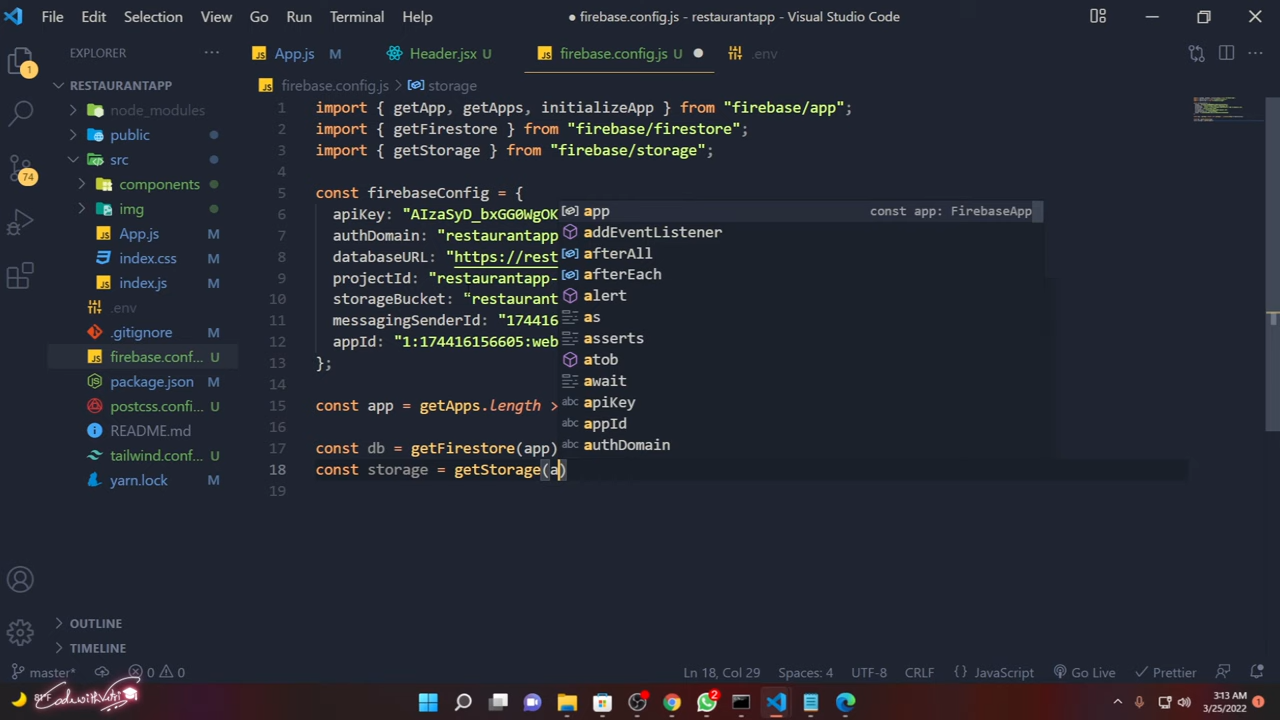 File Edit Selection View Go Run Terminal Help
● firebase.config.js - restaurantapp - Visual Studio Code
EXPLORER ...
App.js M
Header.jsx U
firebase.config.js U ●
.env
1
RESTAURANTAPP
node_modules
public
src
components
img
App.js M
index.css M
index.js M
.env
.gitignore M
firebase.conf... U
package.json M
postcss.confi... U
README.md
tailwind.conf... U
yarn.lock M
74
OUTLINE
TIMELINE
firebase.config.js > storage
1 import { getApp, getApps, initializeApp } from "firebase/app";
2 import { getFirestore } from "firebase/firestore";
3 import { getStorage } from "firebase/storage";
4
5 const firebaseConfig = {
6 apiKey: "AIzaSyD_bxGG0WgOK
7 authDomain: "restaurantapp
8 databaseURL: "https://rest
9 projectId: "restaurantapp-
10 storageBucket: “restaurant
11 messagingSenderId: "174416
12 appId: "1:174416156605:web
13 };
14
15 const app = getApps.length >
16
17 const db = getFirestore(app)
18 const storage = getStorage(a)
19
app const app: FirebaseApp
addEventListener
afterAll
afterEach
alert
as
asserts
atob
await
apiKey
appId
authDomain
master* 0 0 Ln 18, Col 29 Spaces: 4 UTF-8 CRLF JavaScript Go Live Prettier
81°F
2
3:13 AM
3/25/2022
1